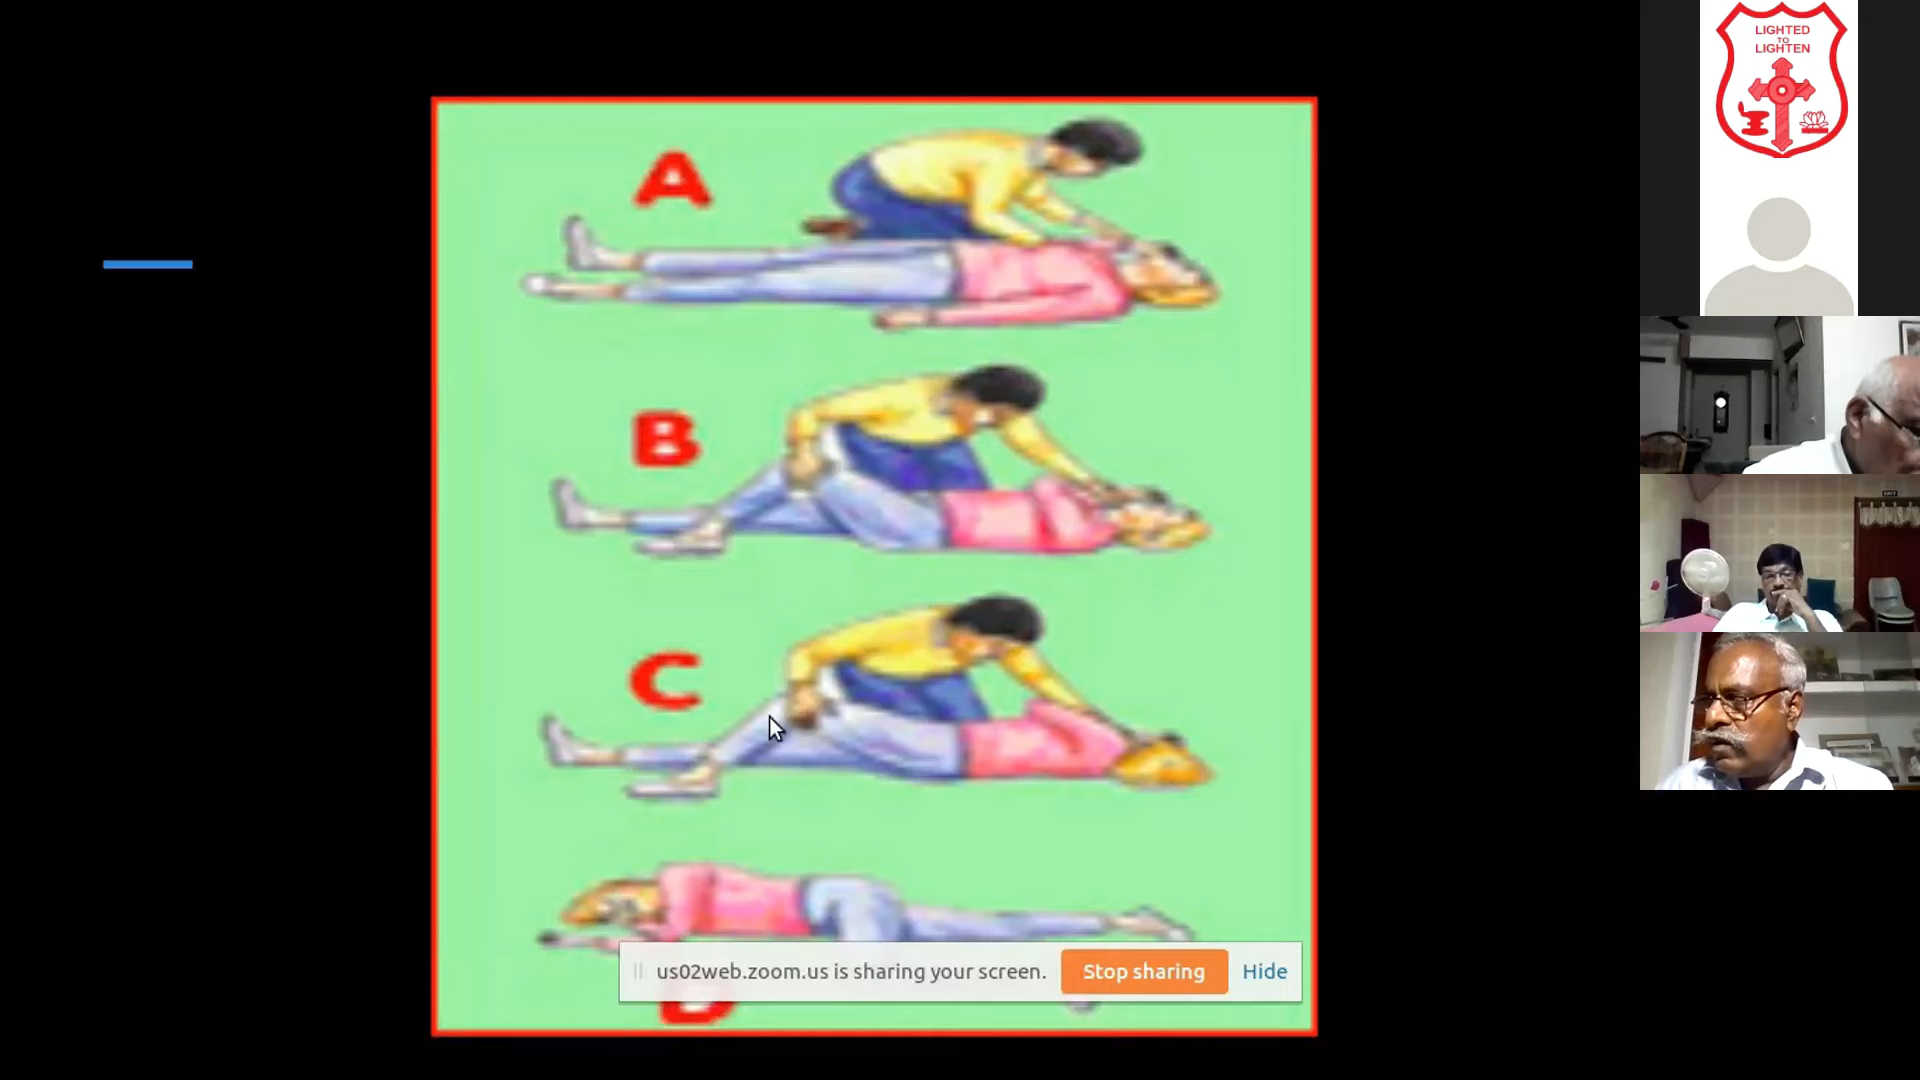 LIGHTED
TO
LIGHTEN
A
B
C
us02web.zoom.us is sharing your screen. Stop sharing Hide
D